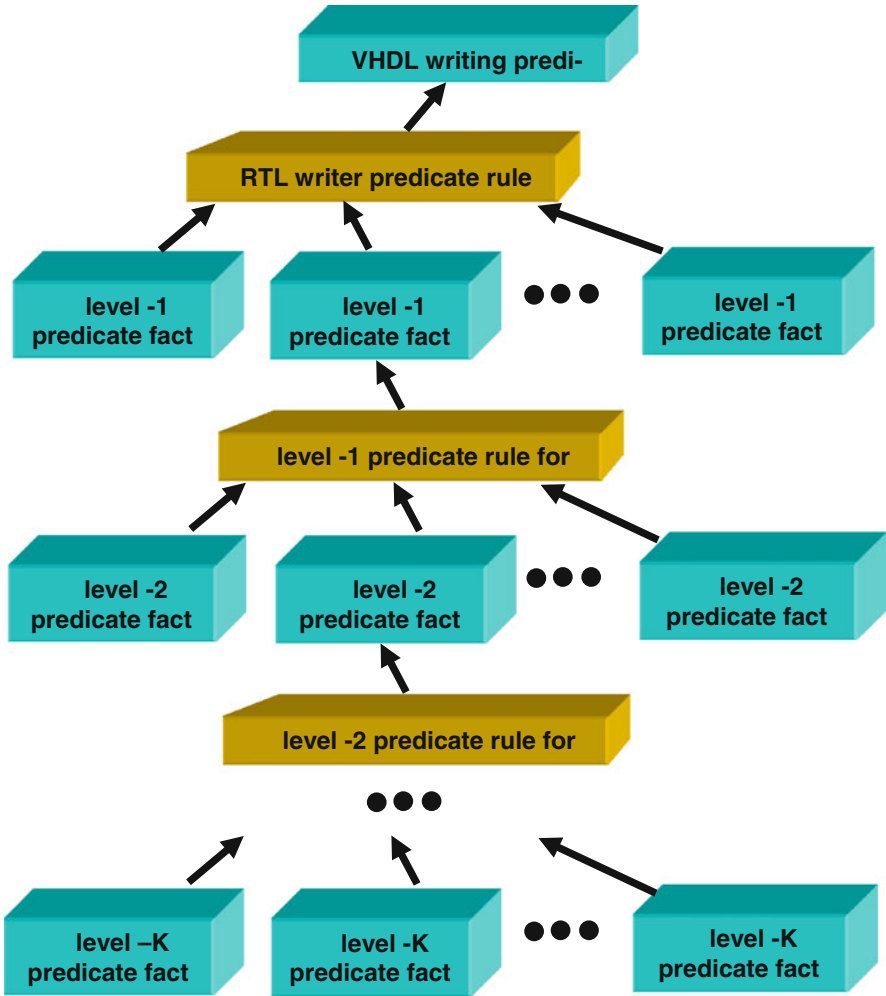 VHDL writing predi-
RTL writer predicate rule
level -1
predicate fact
level -1
predicate fact
level -1
predicate fact
level -1 predicate rule for
level -2
predicate fact
level -2
predicate fact
level -2
predicate fact
level -2 predicate rule for
level –K
predicate fact
level -K
predicate fact
level -K
predicate fact